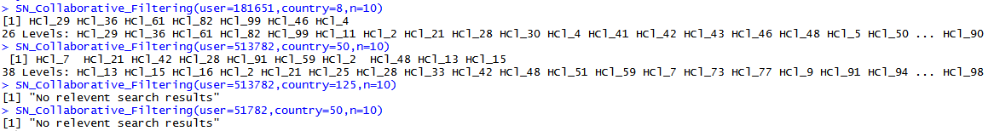 > SN_Collaborative_Filtering(user=181651,country=8,n=10)
[1] HCl_29 HCl_36 HCl_61 HCl_82 HCl_99 HCl_46 HCl_4
26 Levels: HCl_29 HCl_36 HCl_61 HCl_82 HCl_99 HCl_11 HCl_2 HCl_21 HCl_28 HCl_30 HCl_4 HCl_41 HCl_42 HCl_43 HCl_46 HCl_48 HCl_5 HCl_50 ... HCl_90
> SN_Collaborative_Filtering(user=513782,country=50,n=10)
[1] HCl_7 HCl_21 HCl_42 HCl_28 HCl_91 HCl_59 HCl_2 HCl_48 HCl_13 HCl_15
38 Levels: HCl_13 HCl_15 HCl_16 HCl_2 HCl_21 HCl_25 HCl_28 HCl_33 HCl_42 HCl_48 HCl_51 HCl_59 HCl_7 HCl_73 HCl_77 HCl_9 HCl_91 HCl_94 ... HCl_98
> SN_Collaborative_Filtering(user=513782,country=125,n=10)
[1] "No relevent search results"
> SN_Collaborative_Filtering(user=51782,country=50,n=10)
[1] "No relevent search results"